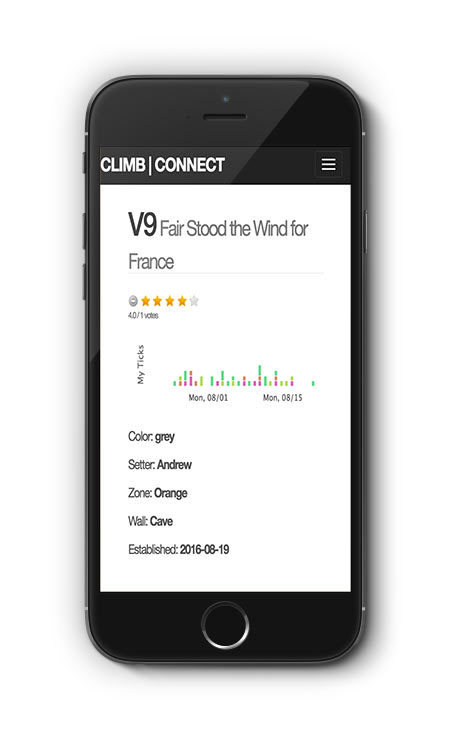 CLIMB | CONNECT
V9 Fair Stood the Wind for
France
4.0 / 1 votes
My Ticks
Mon, 08/01 Mon, 08/15
Color: grey
Setter: Andrew
Zone: Orange
Wall: Cave
Established: 2016-08-19